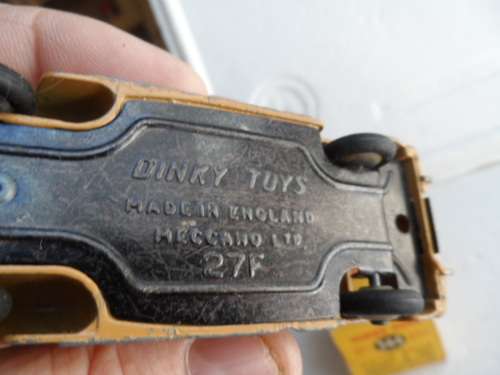 DINKY TOYS
MADE IN ENGLAND
MECCANO LTD
27F